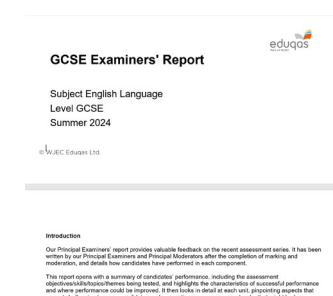 eduqas
GCSE Examiners' Report
Subject English Language
Level GCSE
Summer 2024
© WJEC Eduqas Ltd.
Introduction
Our Principal Examiners' report provides valuable feedback on the recent assessment series. It has been
written by our Principal Examiners and Principal Moderators after the completion of marking and
moderation, and details how candidates have performed in each component.
This report opens with a summary of candidates' performance, including the assessment
objectives/skills/topics/themes being tested, and highlights the characteristics of successful performance
and where performance could be improved. It then looks in detail at each unit, pinpointing aspects that